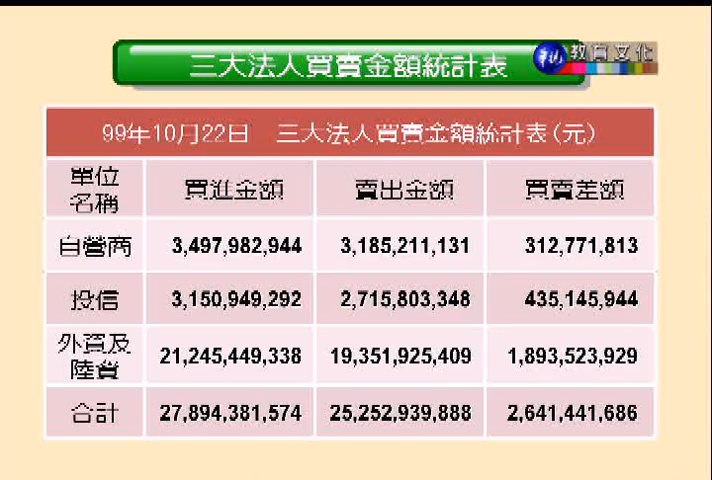 三大法人買賣金額統計表
教育文化
99年10月22日 三大法人買賣金額統計表(元)
單位名稱 買進金額 賣出金額 買賣差額
自營商 3,497,982,944 3,185,211,131 312,771,813
投信 3,150,949,292 2,715,803,348 435,145,944
外資及陸資 21,245,449,338 19,351,925,409 1,893,523,929
合計 27,894,381,574 25,252,939,888 2,641,441,686